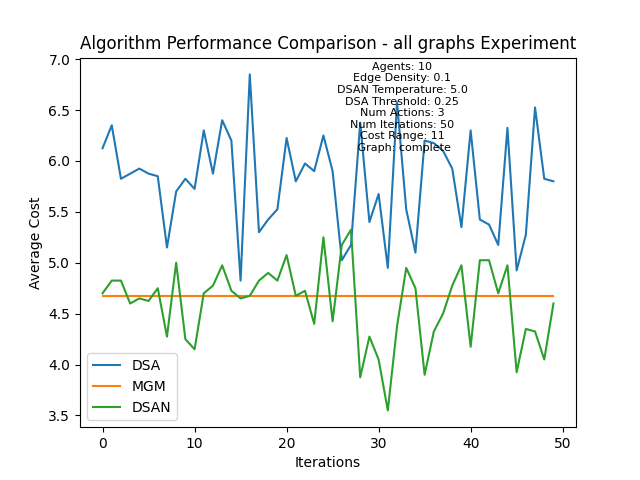 Algorithm Performance Comparison - all graphs Experiment
Agents: 10
Edge Density: 0.1
DSAN Temperature: 5.0
DSA Threshold: 0.25
Num Actions: 3
Num Iterations: 50
Cost Range: 11
Graph: complete
7.0
6.5
6.0
5.5
5.0
4.5
4.0
3.5
Average Cost
DSA
MGM
DSAN
0
10
20
30
40
50
Iterations